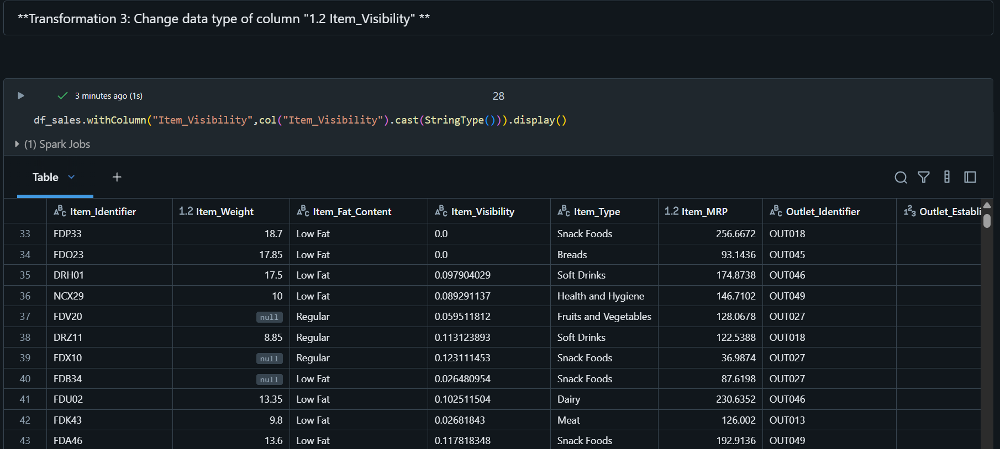 **Transformation 3: Change data type of column "1.2 Item_Visibility" **
3 minutes ago (1s) 28
df_sales.withColumn("Item_Visibility",col("Item_Visibility").cast(StringType())).display()
(1) Spark Jobs
Table +
ABC Item_Identifier 1.2 Item_Weight ABC Item_Fat_Content ABC Item_Visibility ABC Item_Type 1.2 Item_MRP ABC Outlet_Identifier 123 Outlet_Establi
33 FDP33 18.7 Low Fat 0.0 Snack Foods 256.6672 OUT018
34 FDO23 17.85 Low Fat 0.0 Breads 93.1436 OUT045
35 DRH01 17.5 Low Fat 0.097904029 Soft Drinks 174.8738 OUT046
36 NCX29 10 Low Fat 0.089291137 Health and Hygiene 146.7102 OUT049
37 FDV20 null Regular 0.059511812 Fruits and Vegetables 128.0678 OUT027
38 DRZ11 8.85 Regular 0.113123893 Soft Drinks 122.5388 OUT018
39 FDX10 null Regular 0.123111453 Snack Foods 36.9874 OUT027
40 FDB34 null Low Fat 0.026480954 Snack Foods 87.6198 OUT027
41 FDU02 13.35 Low Fat 0.102511504 Dairy 230.6352 OUT046
42 FDK43 9.8 Low Fat 0.02681843 Meat 126.002 OUT013
43 FDA46 13.6 Low Fat 0.117818348 Snack Foods 192.9136 OUT049